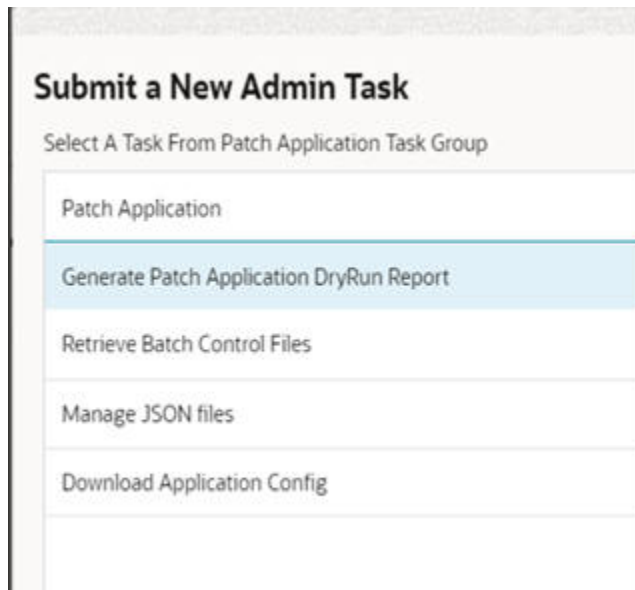 Submit a New Admin Task
Select A Task From Patch Application Task Group
Patch Application
Generate Patch Application DryRun Report
Retrieve Batch Control Files
Manage JSON files
Download Application Config